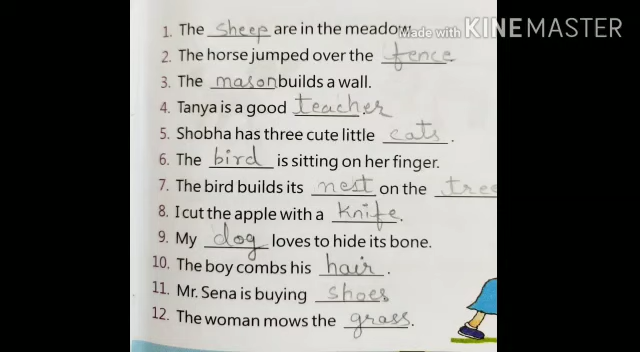 1. The sheep are in the meadow.
Made with KINEMASTER
2. The horse jumped over the fence
3. The mason builds a wall.
4. Tanya is a good teacher.
5. Shobha has three cute little cats.
6. The bird is sitting on her finger.
7. The bird builds its nest on the tree
8. I cut the apple with a knife.
9. My dog loves to hide its bone.
10. The boy combs his hair.
11. Mr. Sena is buying shoes
12. The woman mows the grass.